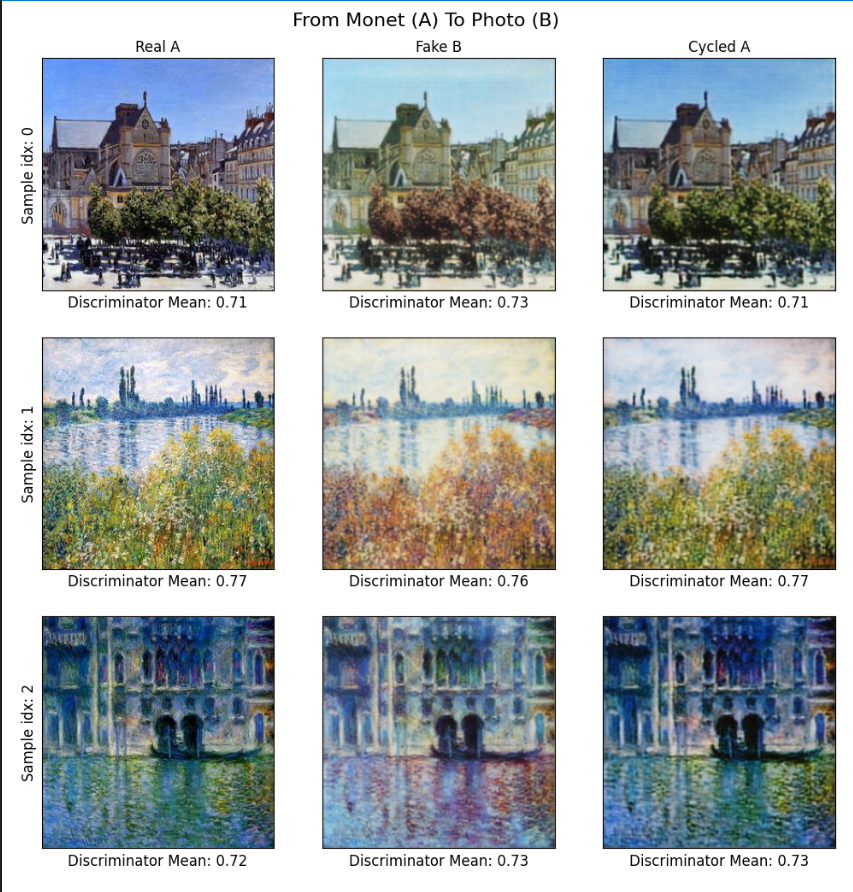 From Monet (A) To Photo (B)
Real A
Fake B
Cycled A
Sample idx: 0
Discriminator Mean: 0.71
Discriminator Mean: 0.73
Discriminator Mean: 0.71
Sample idx: 1
Discriminator Mean: 0.77
Discriminator Mean: 0.76
Discriminator Mean: 0.77
Sample idx: 2
Discriminator Mean: 0.72
Discriminator Mean: 0.73
Discriminator Mean: 0.73